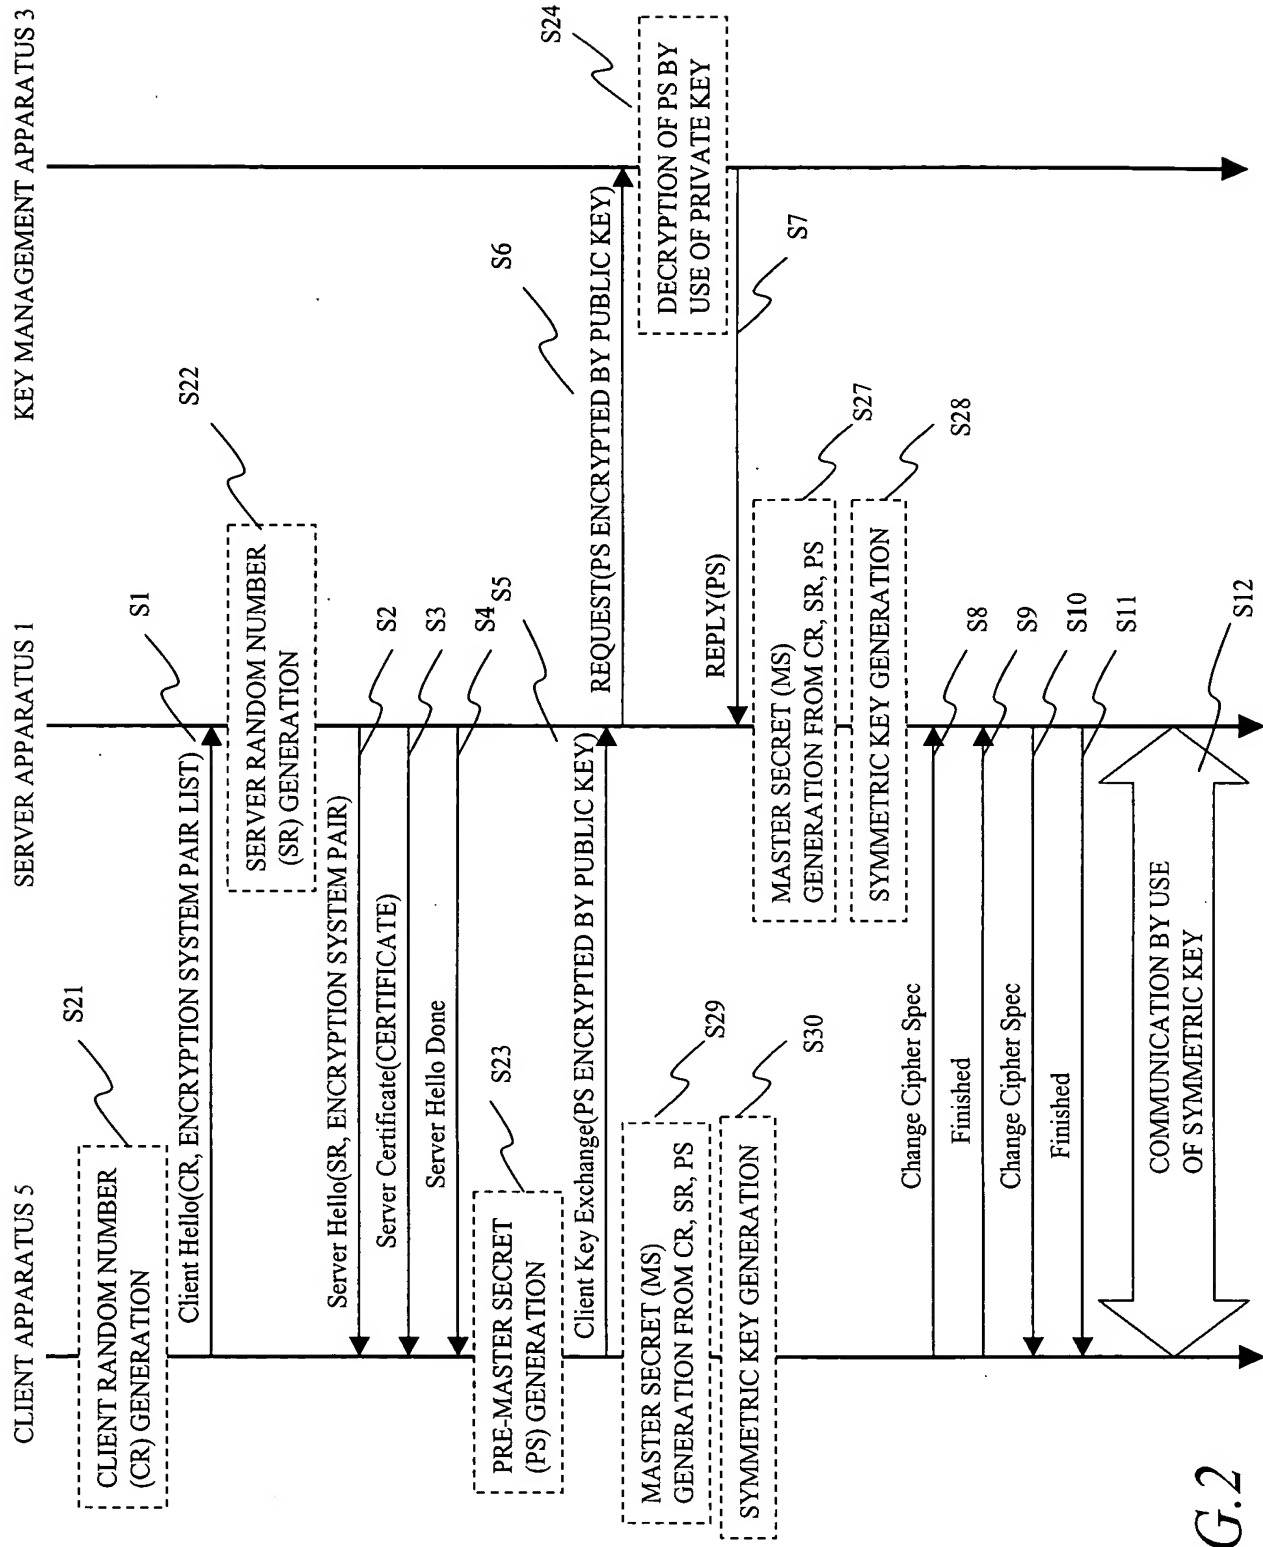 CLIENT APPARATUS 5
SERVER APPARATUS 1
KEY MANAGEMENT APPARATUS 3
CLIENT RANDOM NUMBER
(CR) GENERATION
S21
Client Hello(CR, ENCRYPTION SYSTEM PAIR LIST)
S1
SERVER RANDOM NUMBER
(SR) GENERATION
S22
Server Hello(SR, ENCRYPTION SYSTEM PAIR)
S2
Server Certificate(CERTIFICATE)
S3
Server Hello Done
S4
PRE-MASTER SECRET
(PS) GENERATION
S23
Client Key Exchange(PS ENCRYPTED BY PUBLIC KEY)
S5
REQUEST(PS ENCRYPTED BY PUBLIC KEY)
S6
DECRYPTION OF PS BY
USE OF PRIVATE KEY
S24
REPLY(PS)
S7
MASTER SECRET (MS)
GENERATION FROM CR, SR, PS
S29
SYMMETRIC KEY GENERATION
S30
MASTER SECRET (MS)
GENERATION FROM CR, SR, PS
S27
SYMMETRIC KEY GENERATION
S28
Change Cipher Spec
S8
Finished
S9
Change Cipher Spec
S10
Finished
S11
COMMUNICATION BY USE
OF SYMMETRIC KEY
S12
G.2